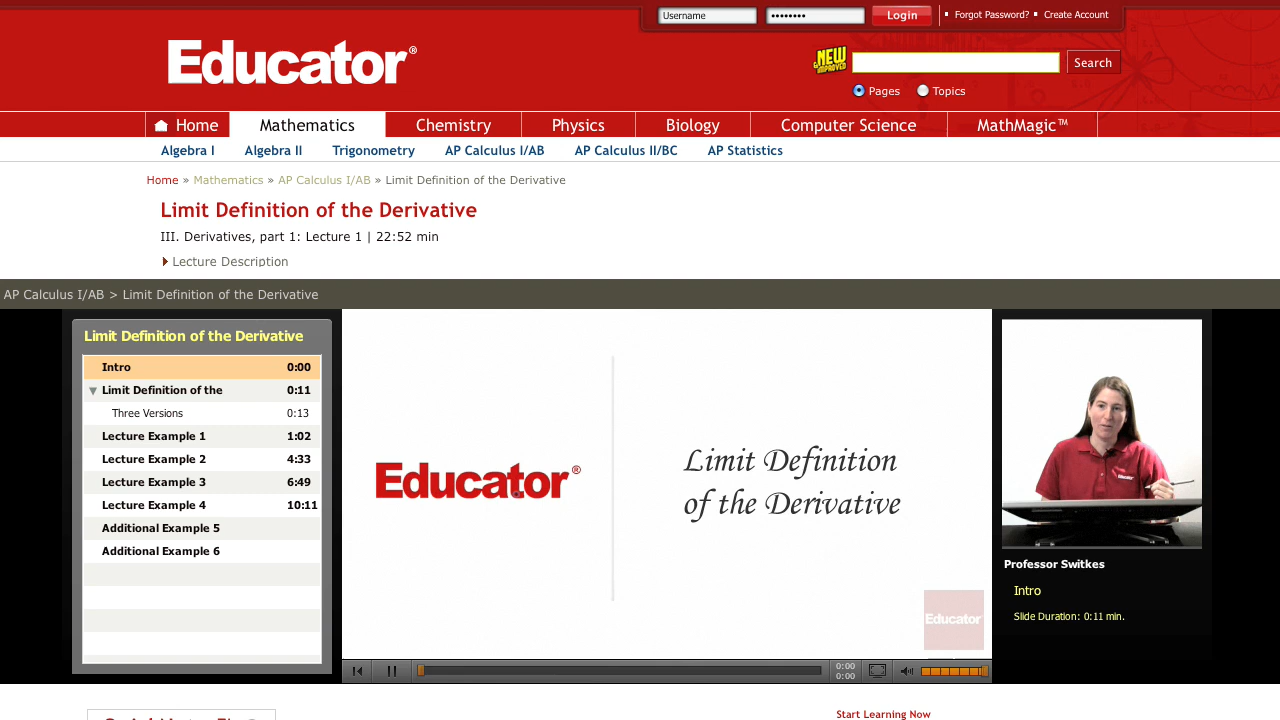 Username
••••••••
Login
Forgot Password?
Create Account
Educator®
NEW
& IMPROVED
Search
Pages
Topics
Home
Mathematics
Chemistry
Physics
Biology
Computer Science
MathMagic™
Algebra I
Algebra II
Trigonometry
AP Calculus I/AB
AP Calculus II/BC
AP Statistics
Home » Mathematics » AP Calculus I/AB » Limit Definition of the Derivative
Limit Definition of the Derivative
III. Derivatives, part 1: Lecture 1 | 22:52 min
Lecture Description
AP Calculus I/AB > Limit Definition of the Derivative
Limit Definition of the Derivative
Intro 0:00
Limit Definition of the 0:11
Three Versions 0:13
Lecture Example 1 1:02
Lecture Example 2 4:33
Lecture Example 3 6:49
Lecture Example 4 10:11
Additional Example 5
Additional Example 6
Educator®
Limit Definition
of the Derivative
Educator
0:00
0:00
Educator
Professor Switkes
Intro
Slide Duration: 0:11 min.
Start Learning Now